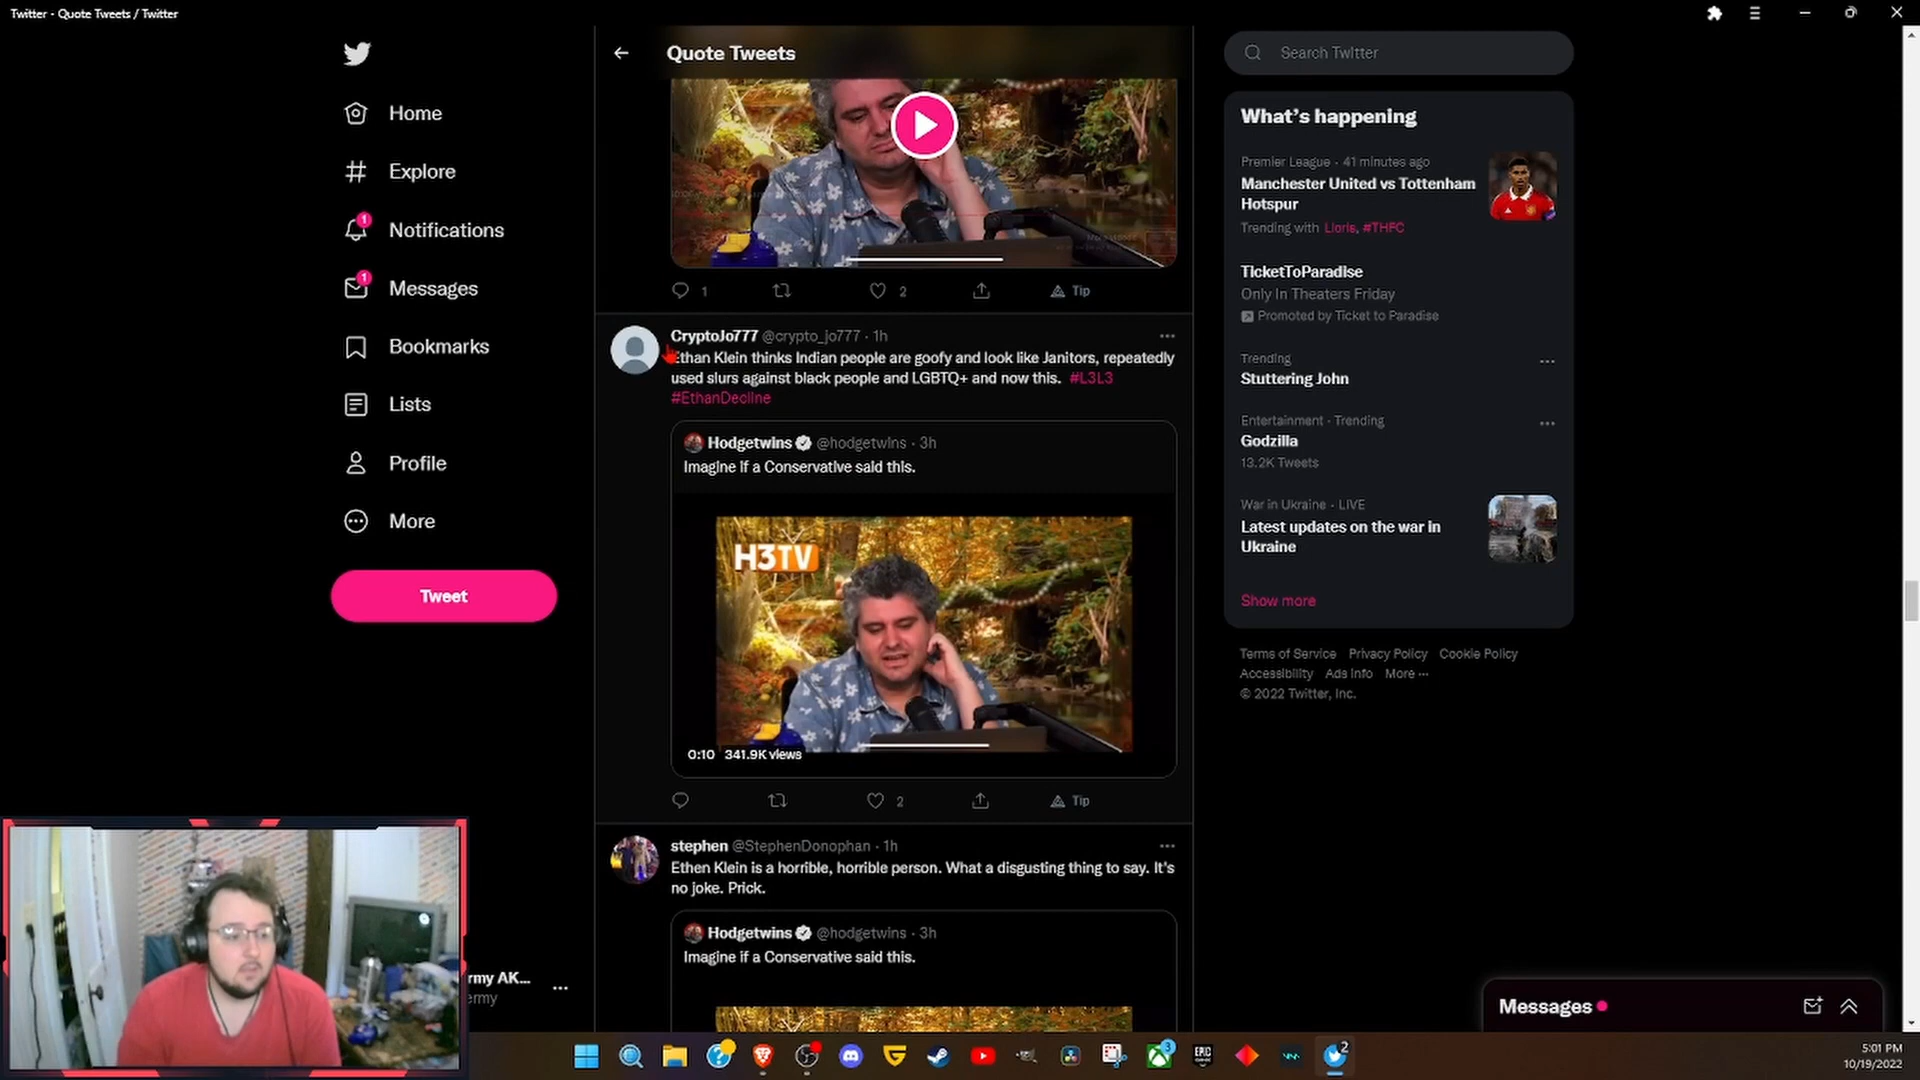 Twitter - Quote Tweets / Twitter
Quote Tweets
Home
Explore
1
Notifications
1
Messages
Bookmarks
Lists
Profile
More
Tweet
rmy AK...
ermy
1
2
Tip
CryptoJo777 @crypto_jo777 · 1h
Ethan Klein thinks Indian people are goofy and look like Janitors, repeatedly
used slurs against black people and LGBTQ+ and now this. #L3L3
#EthanDecline
Hodgetwins @hodgetwins · 3h
Imagine if a Conservative said this.
H3TV
0:10 341.9K views
2
Tip
stephen @StephenDonophan · 1h
Ethen Klein is a horrible, horrible person. What a disgusting thing to say. It's
no joke. Prick.
Hodgetwins @hodgetwins · 3h
Imagine if a Conservative said this.
Search Twitter
What's happening
Premier League · 41 minutes ago
Manchester United vs Tottenham
Hotspur
Trending with Lloris, #THFC
TicketToParadise
Only In Theaters Friday
Promoted by Ticket to Paradise
Trending
Stuttering John
Entertainment · Trending
Godzilla
13.2K Tweets
War in Ukraine · LIVE
Latest updates on the war in
Ukraine
Show more
Terms of Service Privacy Policy Cookie Policy
Accessibility Ads info More ...
© 2022 Twitter, Inc.
Messages
3
EPIC
2
5:01 PM
10/19/2022